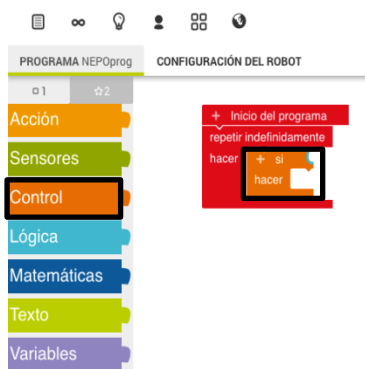 PROGRAMA NEPOprog CONFIGURACIÓN DEL ROBOT
1 2
Acción
Sensores
Control
Lógica
Matemáticas
Texto
Variables
+ Inicio del programa
repetir indefinidamente
hacer + si
hacer